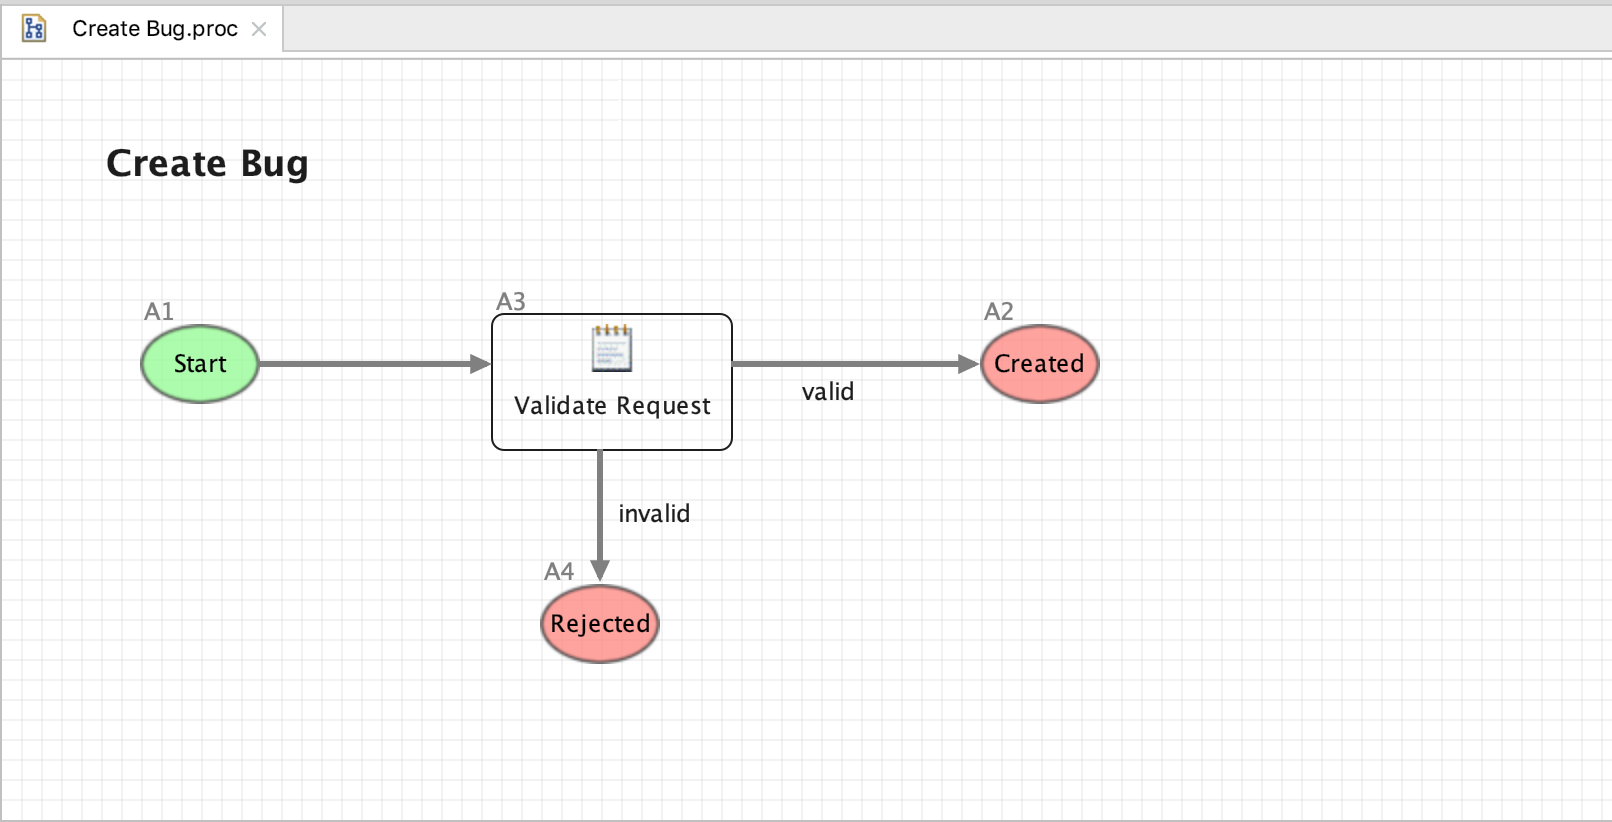 Create Bug.proc
Create Bug
A1
Start
A3
Validate Request
valid
A2
Created
invalid
A4
Rejected